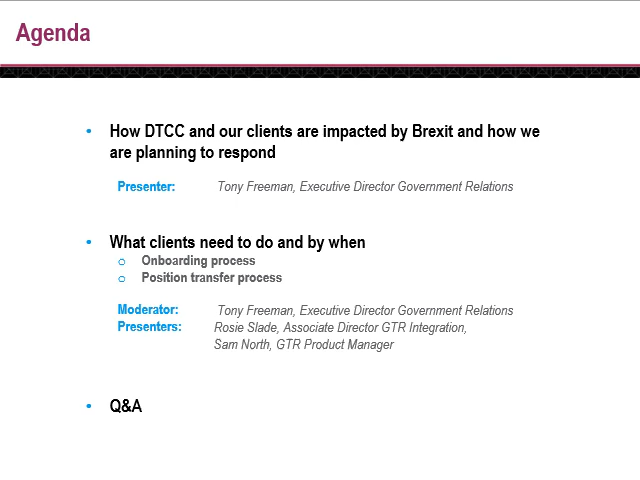 Agenda
• How DTCC and our clients are impacted by Brexit and how we
are planning to respond
Presenter: Tony Freeman, Executive Director Government Relations
• What clients need to do and by when
o Onboarding process
o Position transfer process
Moderator: Tony Freeman, Executive Director Government Relations
Presenters: Rosie Slade, Associate Director GTR Integration,
Sam North, GTR Product Manager
• Q&A